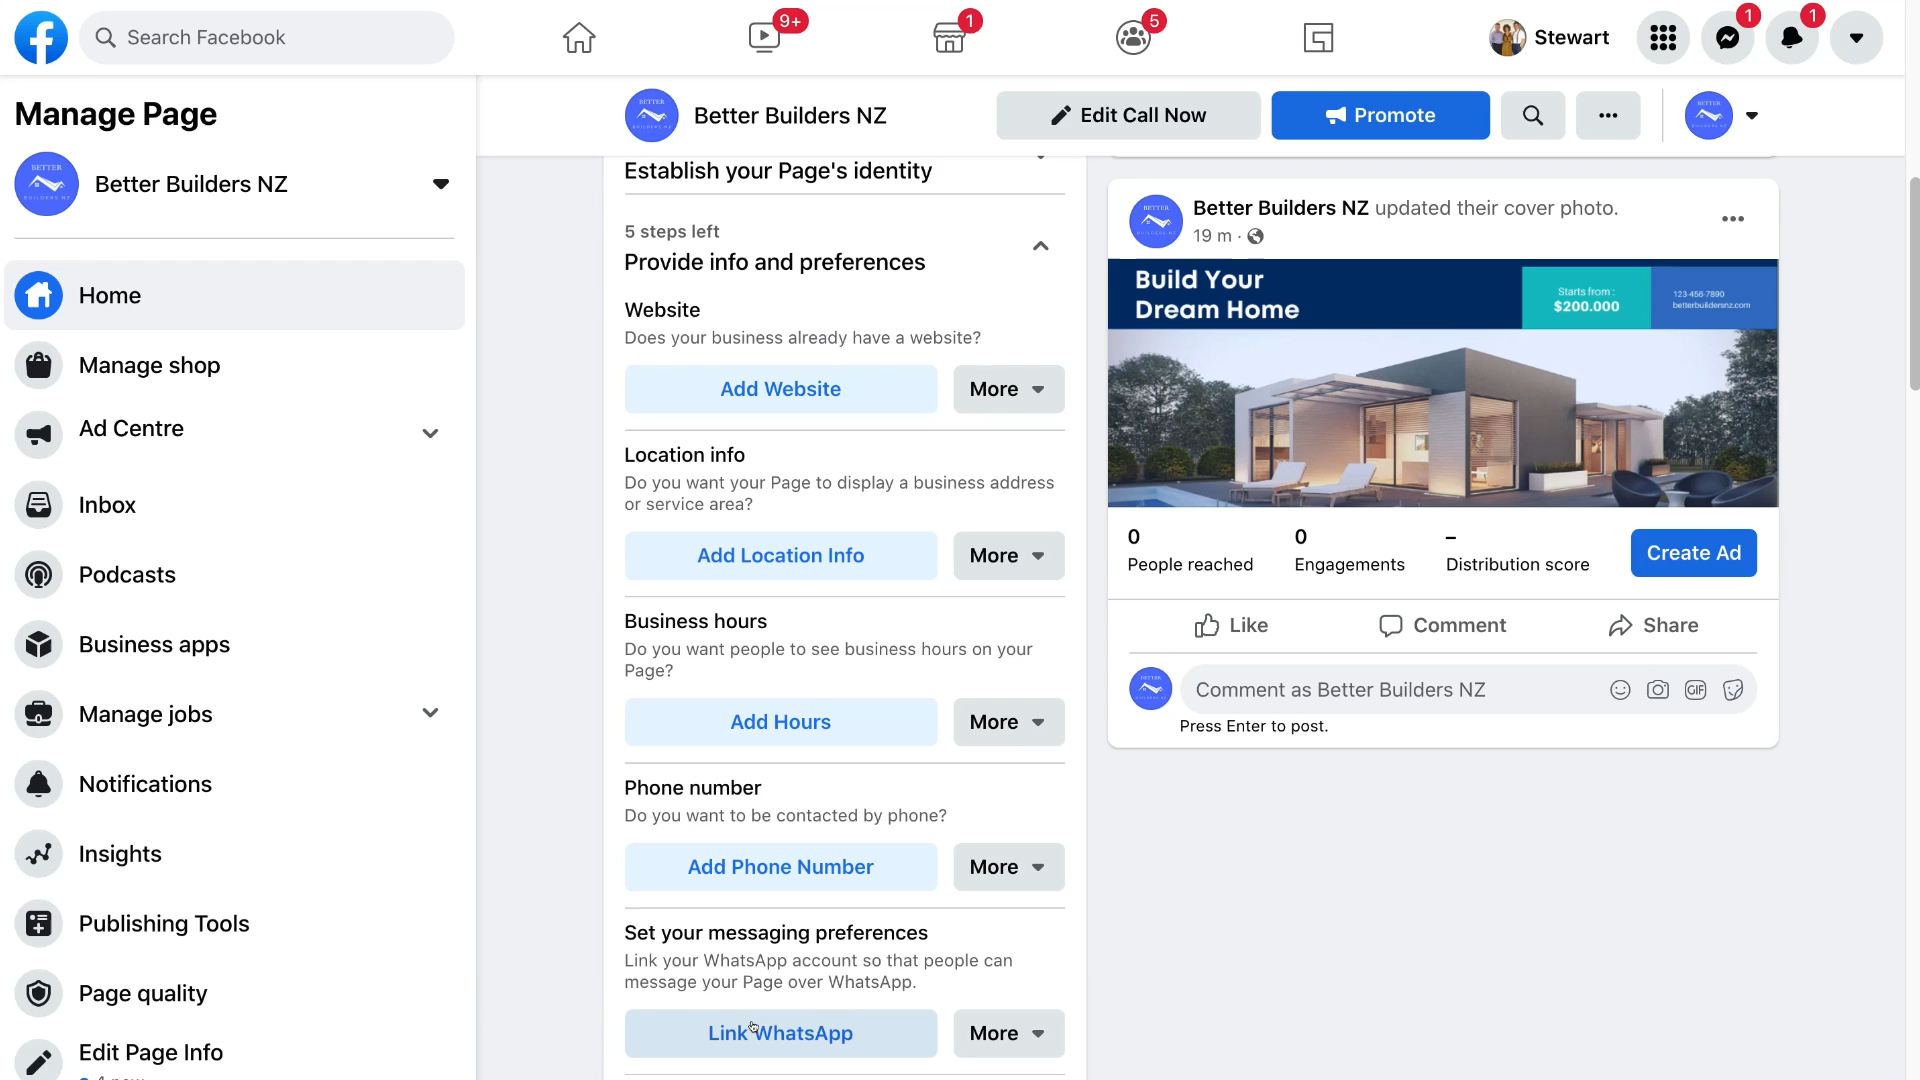 Search Facebook
9+
1
5
Stewart
1
1
Manage Page
Better Builders NZ
Home
Manage shop
Ad Centre
Inbox
Podcasts
Business apps
Manage jobs
Notifications
Insights
Publishing Tools
Page quality
Edit Page Info
BETTER
Better Builders NZ
Edit Call Now
Promote
Establish your Page's identity
5 steps left
Provide info and preferences
Website
Does your business already have a website?
Add Website
More
Location info
Do you want your Page to display a business address
or service area?
Add Location Info
More
Business hours
Do you want people to see business hours on your
Page?
Add Hours
More
Phone number
Do you want to be contacted by phone?
Add Phone Number
More
Set your messaging preferences
Link your WhatsApp account so that people can
message your Page over WhatsApp.
Link WhatsApp
More
Better Builders NZ updated their cover photo.
19 m ·
Build Your
Dream Home
Starts from :
$200.000
123-456-7890
betterbuildersnz.com
0
People reached
0
Engagements
–
Distribution score
Create Ad
Like
Comment
Share
Comment as Better Builders NZ
GIF
Press Enter to post.